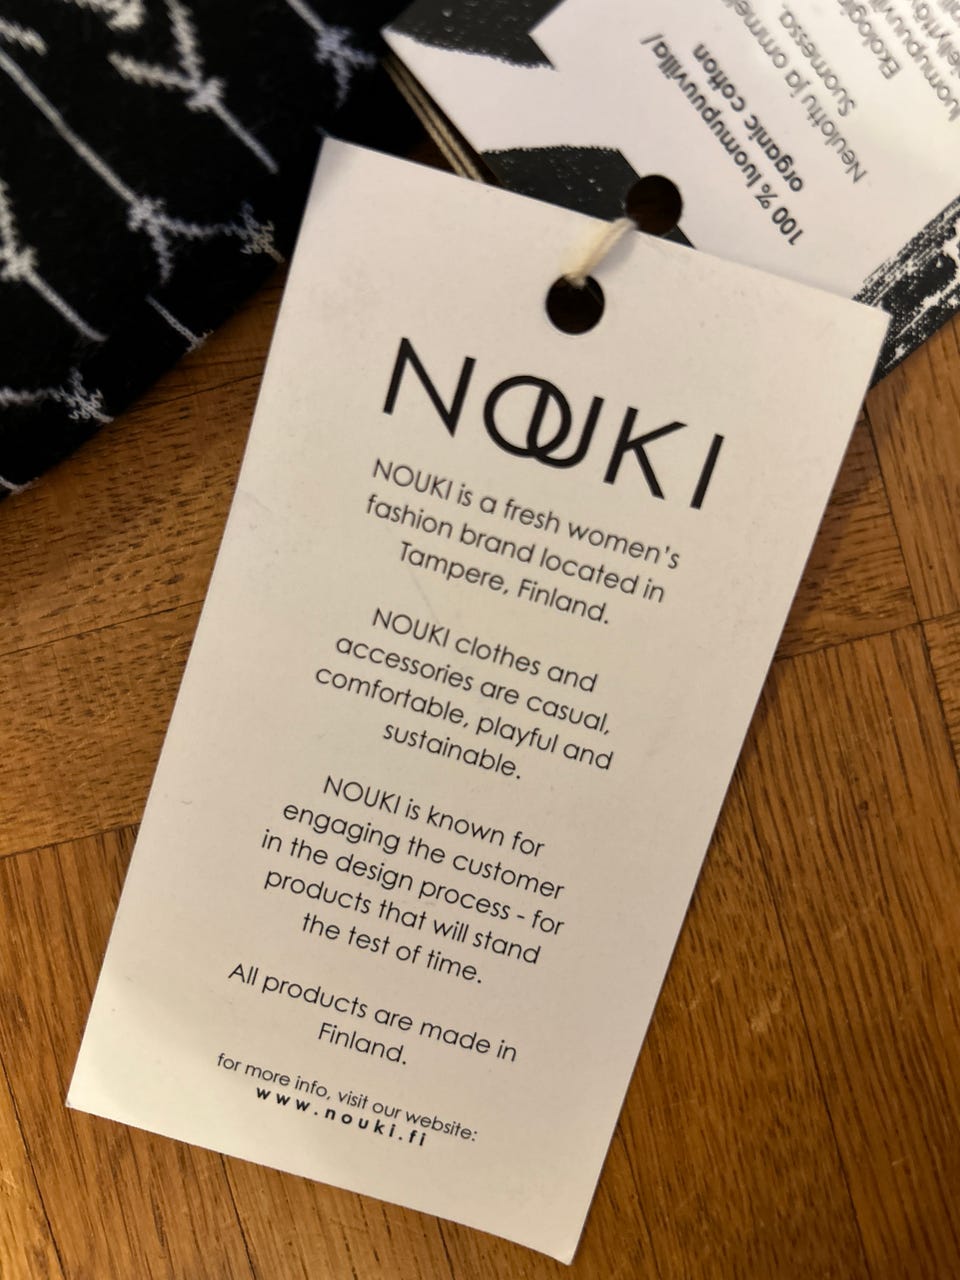 NOUKI
NOUKI is a fresh women's
fashion brand located in
Tampere, Finland.
NOUKI clothes and
accessories are casual,
comfortable, playful and
sustainable.
NOUKI is known for
engaging the customer
in the design process - for
products that will stand
the test of time.
All products are made in
Finland.
for more info, visit our website:
www.nouki.fi
100 % luomupuuvilla/
organic cotton
Neulottu ja
Suomessa.